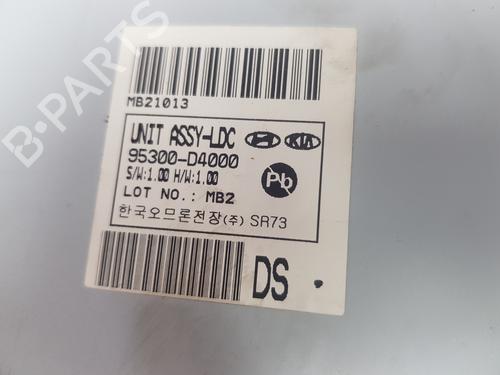 B-PARTS
MB21013
UNIT ASSY-LDC KIA
95300-D4000
S/W:1.00 H/W:1.00
Pb
LOT NO.: MB2
한국오므론전장(주) SR73
DS